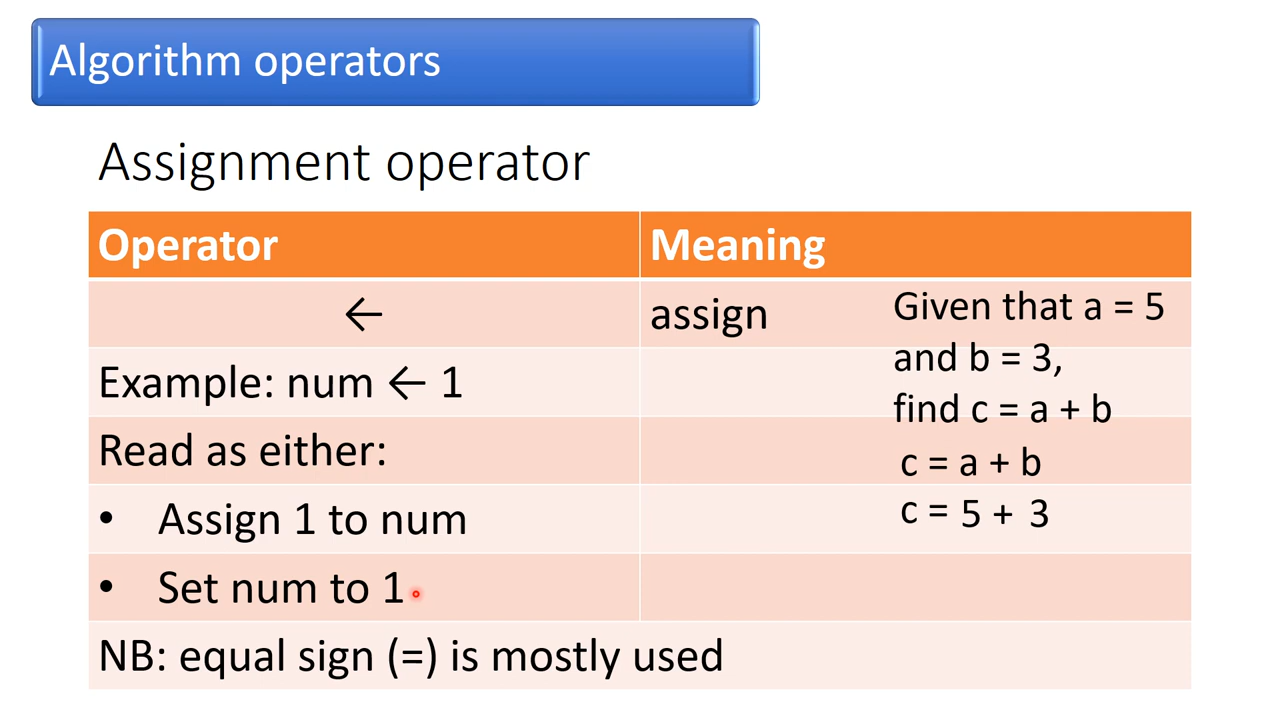 Algorithm operators
Assignment operator
Operator
Meaning
←
assign
Example: num ← 1
Read as either:
• Assign 1 to num
• Set num to 1
NB: equal sign (=) is mostly used
Given that a = 5
and b = 3,
find c = a + b
c = a + b
c = 5 + 3